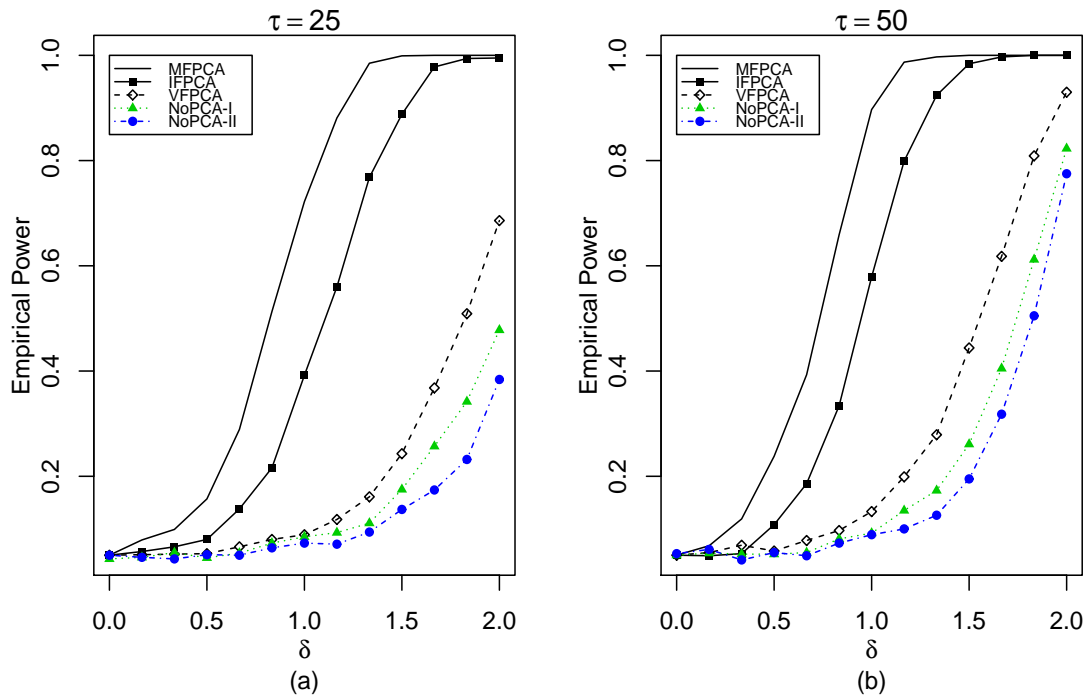 τ = 25
MFPCA
IFPCA
VFPCA
NoPCA-I
NoPCA-II
Empirical Power
1.0
0.8
0.6
0.4
0.2
0.0 0.5 1.0 1.5 2.0
δ
(a)
τ = 50
MFPCA
IFPCA
VFPCA
NoPCA-I
NoPCA-II
Empirical Power
1.0
0.8
0.6
0.4
0.2
0.0 0.5 1.0 1.5 2.0
δ
(b)